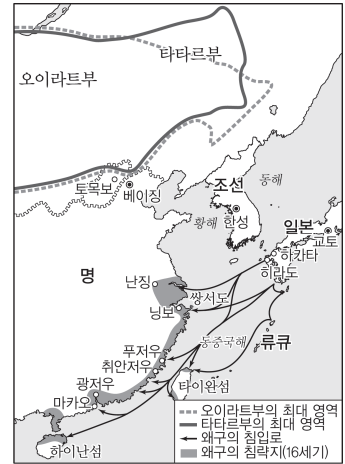 타타르부
오이라트부
토목보
베이징
조선
동해
황해
한성
일본
교토
하카타
히라도
명
난징
쌍서도
닝보
류큐
동중국해
푸저우
취안저우
타이완섬
광저우
마카오
하이난섬
오이라트부의 최대 영역
타타르부의 최대 영역
왜구의 침입로
왜구의 침략지(16세기)